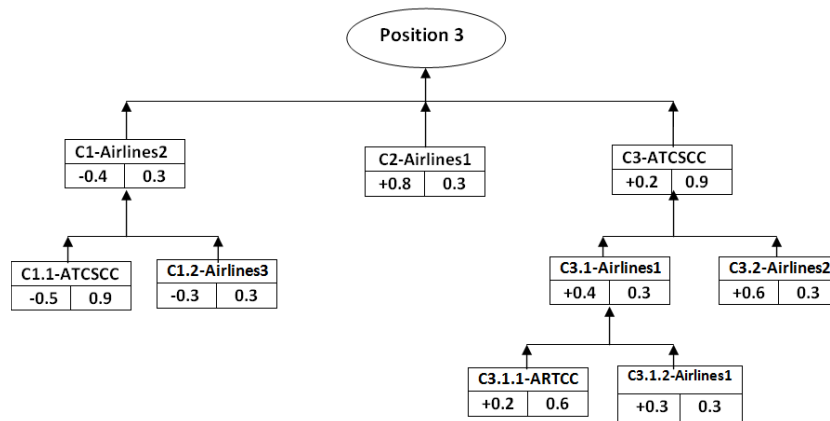 Position 3
C1-Airlines2
-0.4 0.3
C2-Airlines1
+0.8 0.3
C3-ATCSCC
+0.2 0.9
C1.1-ATCSCC
-0.5 0.9
C1.2-Airlines3
-0.3 0.3
C3.1-Airlines1
+0.4 0.3
C3.2-Airlines2
+0.6 0.3
C3.1.1-ARTCC
+0.2 0.6
C3.1.2-Airlines1
+0.3 0.3